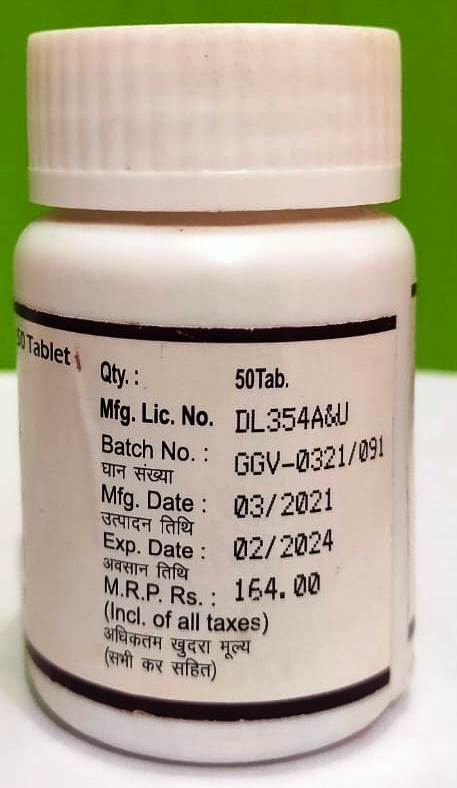 50 Tablet
Qty. : 50Tab.
Mfg. Lic. No. DL354A&U
Batch No. : GGV-0321/091
घान संख्या
Mfg. Date : 03/2021
उत्पादन तिथि
Exp. Date : 02/2024
अवसान तिथि
M.R.P. Rs. : 164.00
(Incl. of all taxes)
अधिकतम खुदरा मूल्य
(सभी कर सहित)